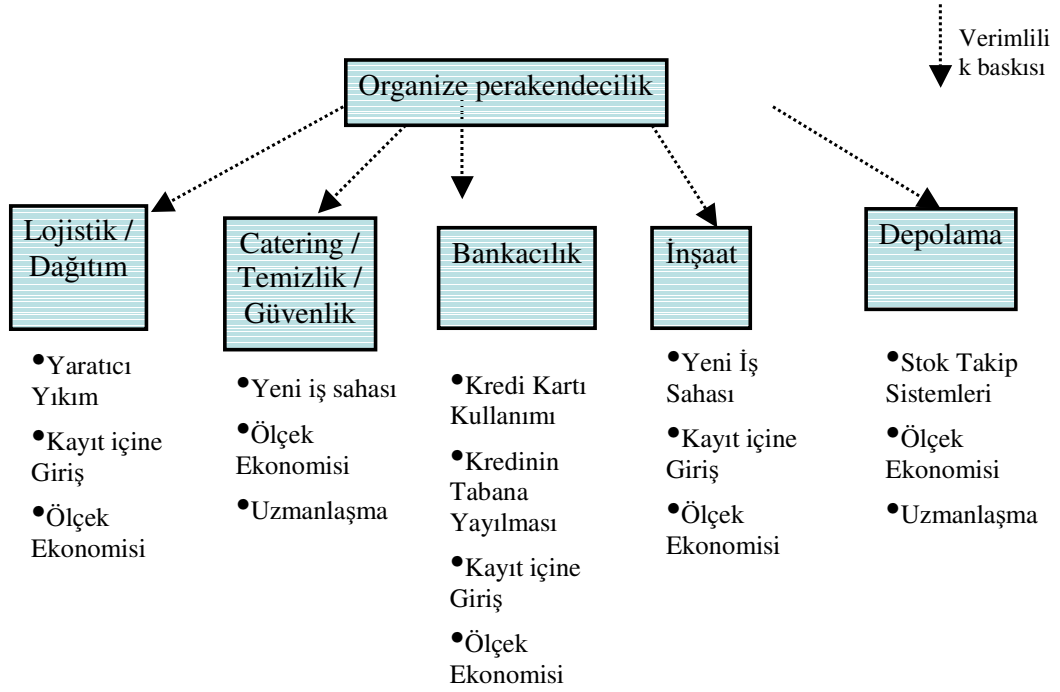 Verimlili
k baskısı
Organize perakendecilik
Lojistik /
Dağıtım
•Yaratıcı
Yıkım
•Kayıt içine
Giriş
•Ölçek
Ekonomisi
Catering /
Temizlik /
Güvenlik
•Yeni iş sahası
•Ölçek
Ekonomisi
•Uzmanlaşma
Bankacılık
•Kredi Kartı
Kullanımı
•Kredinin
Tabana
Yayılması
•Kayıt içine
Giriş
•Ölçek
Ekonomisi
İnşaat
•Yeni İş
Sahası
•Kayıt içine
Giriş
•Ölçek
Ekonomisi
Depolama
•Stok Takip
Sistemleri
•Ölçek
Ekonomisi
•Uzmanlaşma